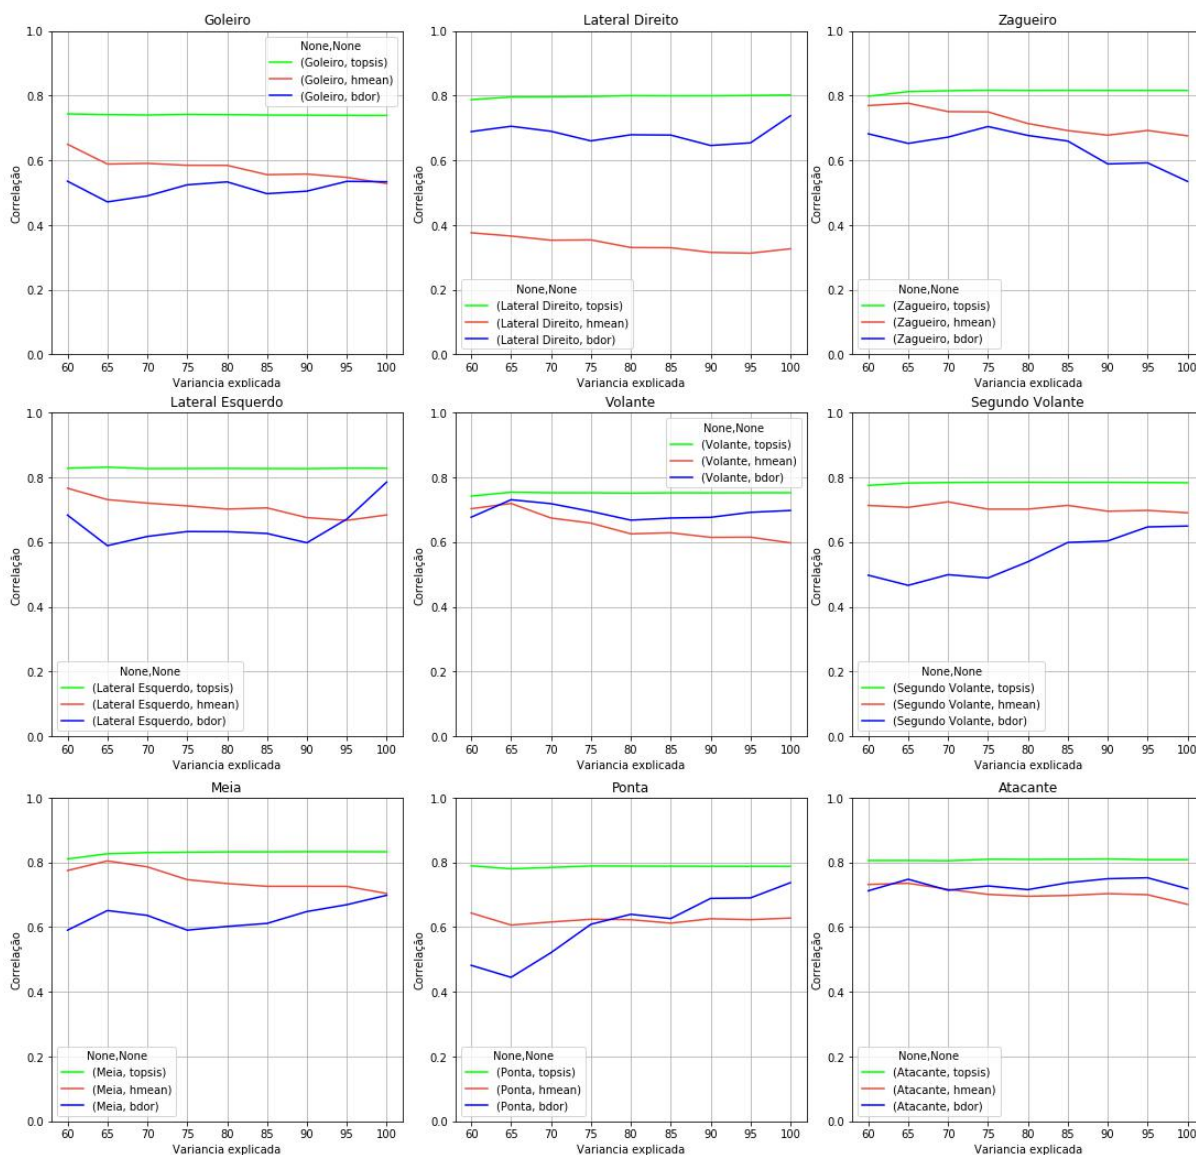 Goleiro
Correlação
1.0
0.8
0.6
0.4
0.2
0.0
None,None
(Goleiro, topsis)
(Goleiro, hmean)
(Goleiro, bdor)
60 65 70 75 80 85 90 95 100
Variancia explicada
Lateral Direito
Correlação
1.0
0.8
0.6
0.4
0.2
0.0
None,None
(Lateral Direito, topsis)
(Lateral Direito, hmean)
(Lateral Direito, bdor)
60 65 70 75 80 85 90 95 100
Variancia explicada
Zagueiro
Correlação
1.0
0.8
0.6
0.4
0.2
0.0
None,None
(Zagueiro, topsis)
(Zagueiro, hmean)
(Zagueiro, bdor)
60 65 70 75 80 85 90 95 100
Variancia explicada
Lateral Esquerdo
Correlação
1.0
0.8
0.6
0.4
0.2
0.0
None,None
(Lateral Esquerdo, topsis)
(Lateral Esquerdo, hmean)
(Lateral Esquerdo, bdor)
60 65 70 75 80 85 90 95 100
Variancia explicada
Volante
Correlação
1.0
0.8
0.6
0.4
0.2
0.0
None,None
(Volante, topsis)
(Volante, hmean)
(Volante, bdor)
60 65 70 75 80 85 90 95 100
Variancia explicada
Segundo Volante
Correlação
1.0
0.8
0.6
0.4
0.2
0.0
None,None
(Segundo Volante, topsis)
(Segundo Volante, hmean)
(Segundo Volante, bdor)
60 65 70 75 80 85 90 95 100
Variancia explicada
Meia
Correlação
1.0
0.8
0.6
0.4
0.2
0.0
None,None
(Meia, topsis)
(Meia, hmean)
(Meia, bdor)
60 65 70 75 80 85 90 95 100
Variancia explicada
Ponta
Correlação
1.0
0.8
0.6
0.4
0.2
0.0
None,None
(Ponta, topsis)
(Ponta, hmean)
(Ponta, bdor)
60 65 70 75 80 85 90 95 100
Variancia explicada
Atacante
Correlação
1.0
0.8
0.6
0.4
0.2
0.0
None,None
(Atacante, topsis)
(Atacante, hmean)
(Atacante, bdor)
60 65 70 75 80 85 90 95 100
Variancia explicada